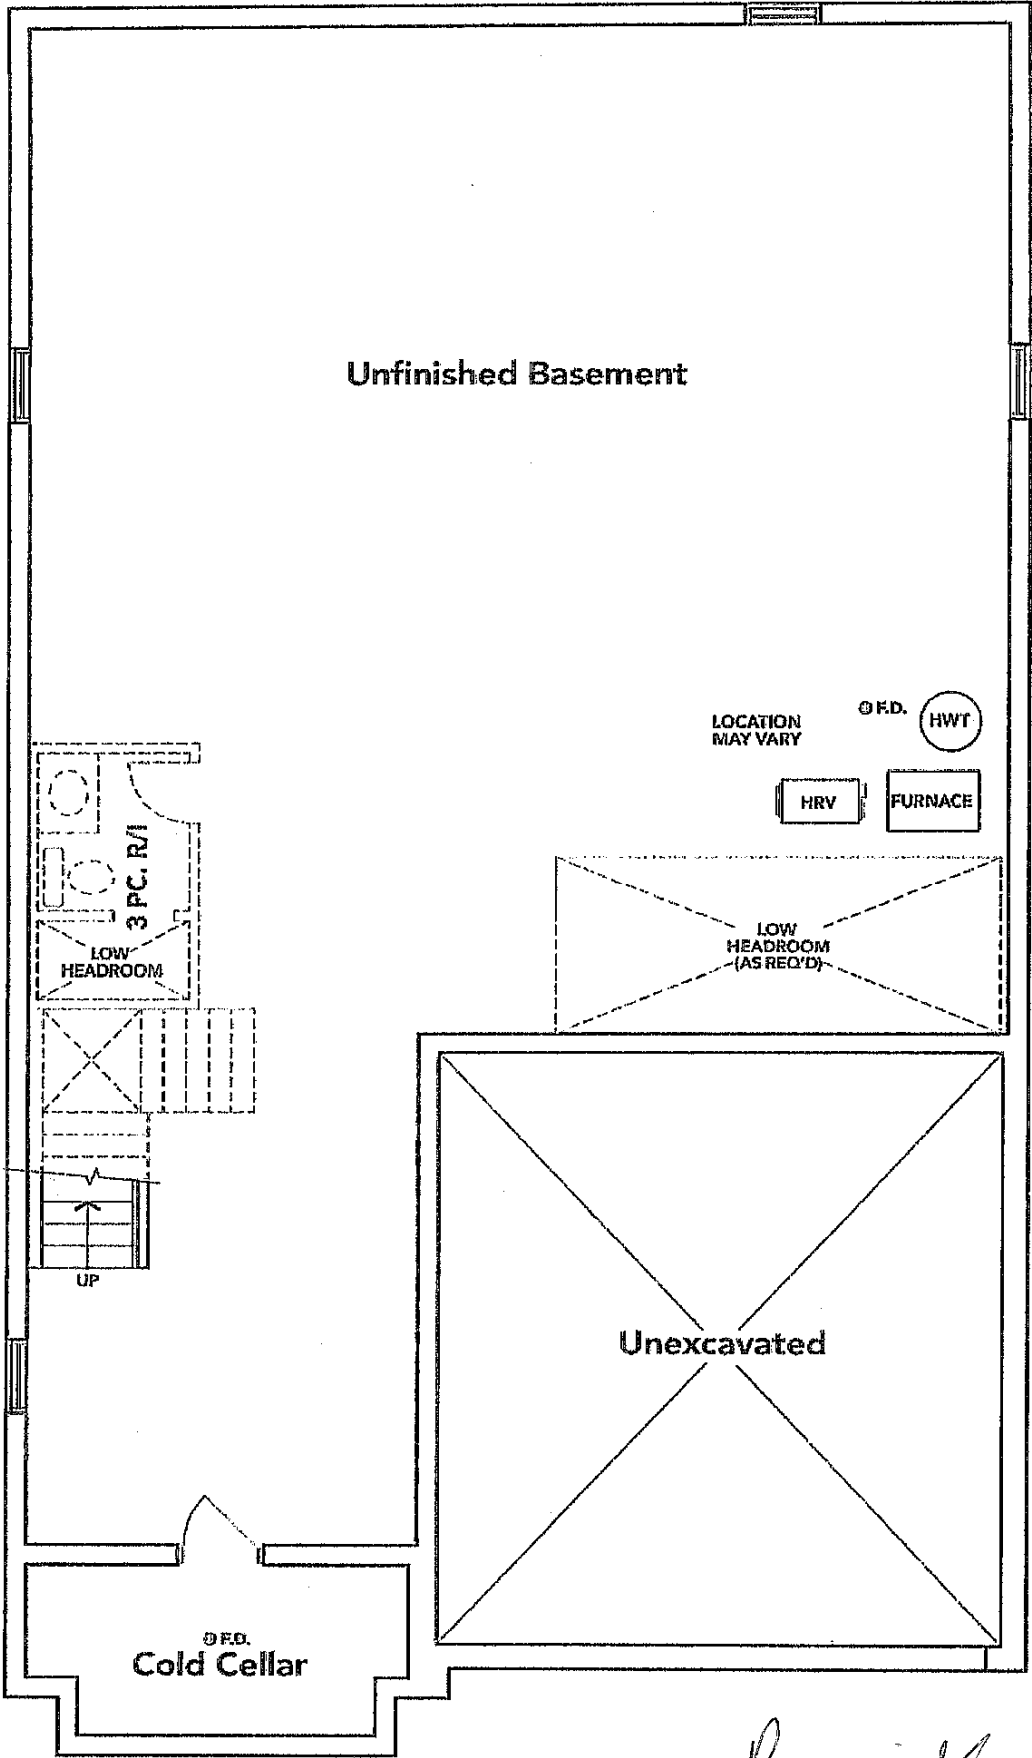 Unfinished Basement
F.D.
HWT
LOCATION
MAY VARY
HRV
FURNACE
3 PC. R/I
LOW
HEADROOM
LOW
HEADROOM
(AS REQ'D)
UP
Unexcavated
F.D.
Cold Cellar